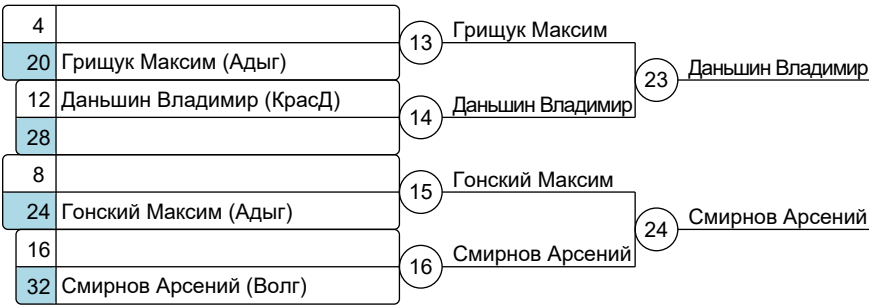 4
13
Грищук Максим
20 Грищук Максим (Адыг)
23
Даньшин Владимир
12 Даньшин Владимир (КрасД)
14
Даньшин Владимир
28
8
15
Гонский Максим
24 Гонский Максим (Адыг)
24
Смирнов Арсений
16
16
Смирнов Арсений
32 Смирнов Арсений (Волг)